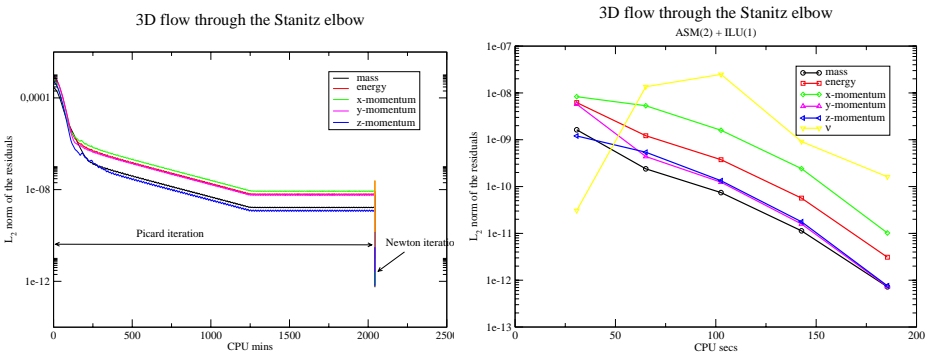 3D flow through the Stanitz elbow
mass
energy
x-momentum
y-momentum
z-momentum
0,0001
1e-08
1e-12
L2 norm of the residuals
Picard iteration
Newton iteratio
0
500
1000
1500
2000
2500
CPU mins
3D flow through the Stanitz elbow
ASM(2) + ILU(1)
mass
energy
x-momentum
y-momentum
z-momentum
ν
1e-07
1e-08
1e-09
1e-10
1e-11
1e-12
1e-13
L2 norm of the residuals
0
50
75
100
125
150
200
CPU secs